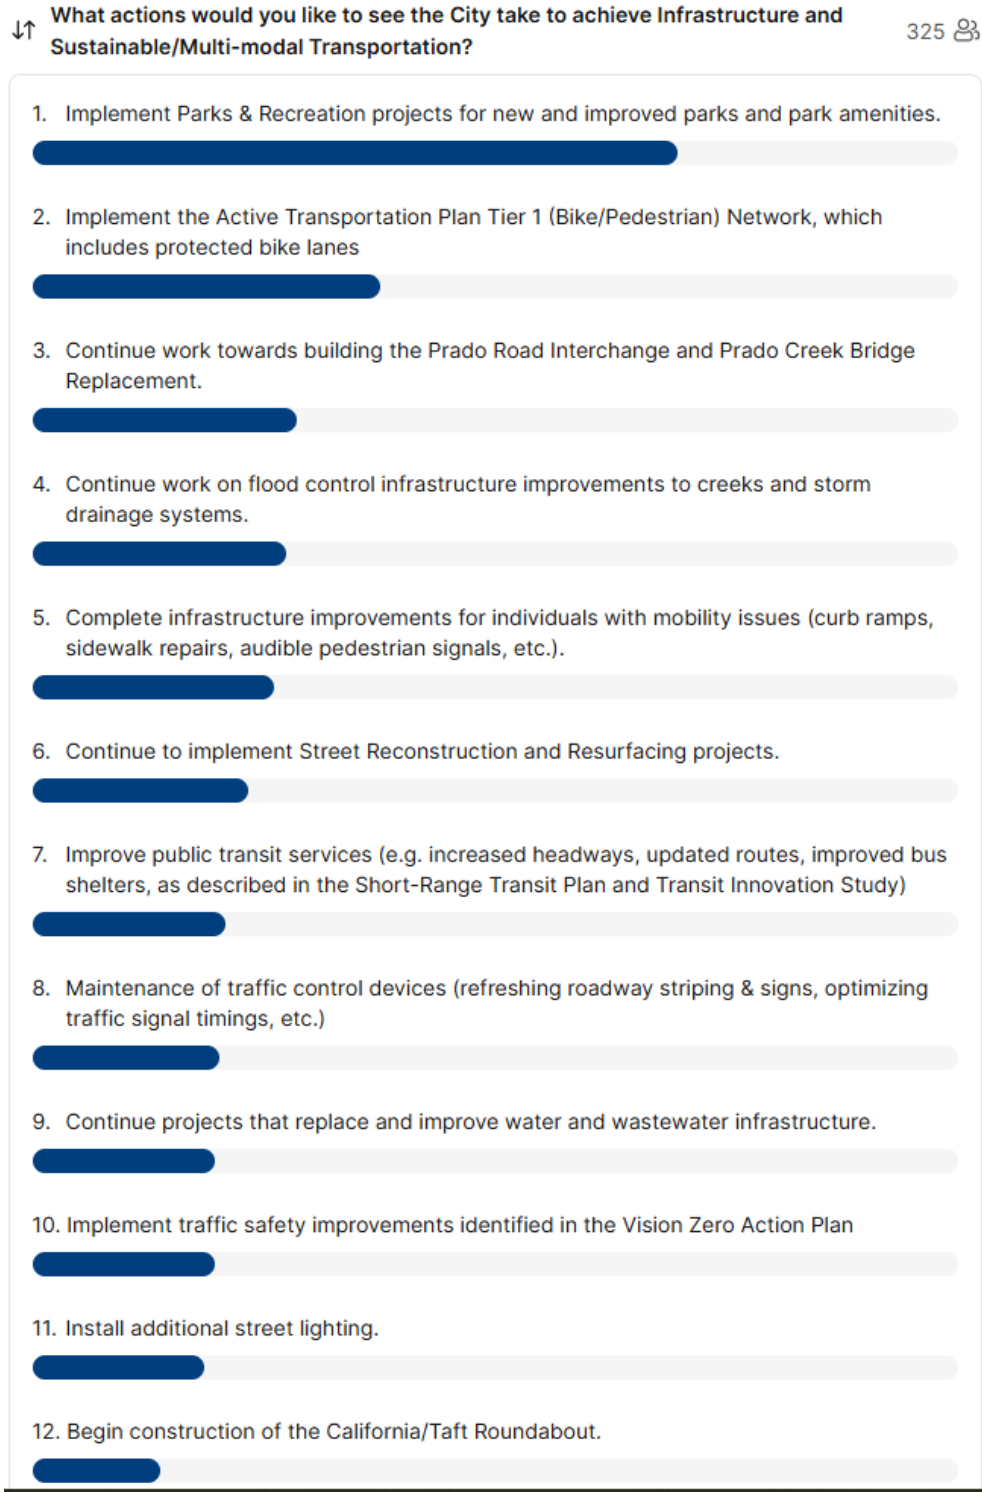 What actions would you like to see the City take to achieve Infrastructure and
Sustainable/Multi-modal Transportation?
325
1. Implement Parks & Recreation projects for new and improved parks and park amenities.
2. Implement the Active Transportation Plan Tier 1 (Bike/Pedestrian) Network, which
includes protected bike lanes
3. Continue work towards building the Prado Road Interchange and Prado Creek Bridge
Replacement.
4. Continue work on flood control infrastructure improvements to creeks and storm
drainage systems.
5. Complete infrastructure improvements for individuals with mobility issues (curb ramps,
sidewalk repairs, audible pedestrian signals, etc.).
6. Continue to implement Street Reconstruction and Resurfacing projects.
7. Improve public transit services (e.g. increased headways, updated routes, improved bus
shelters, as described in the Short-Range Transit Plan and Transit Innovation Study)
8. Maintenance of traffic control devices (refreshing roadway striping & signs, optimizing
traffic signal timings, etc.)
9. Continue projects that replace and improve water and wastewater infrastructure.
10. Implement traffic safety improvements identified in the Vision Zero Action Plan
11. Install additional street lighting.
12. Begin construction of the California/Taft Roundabout.